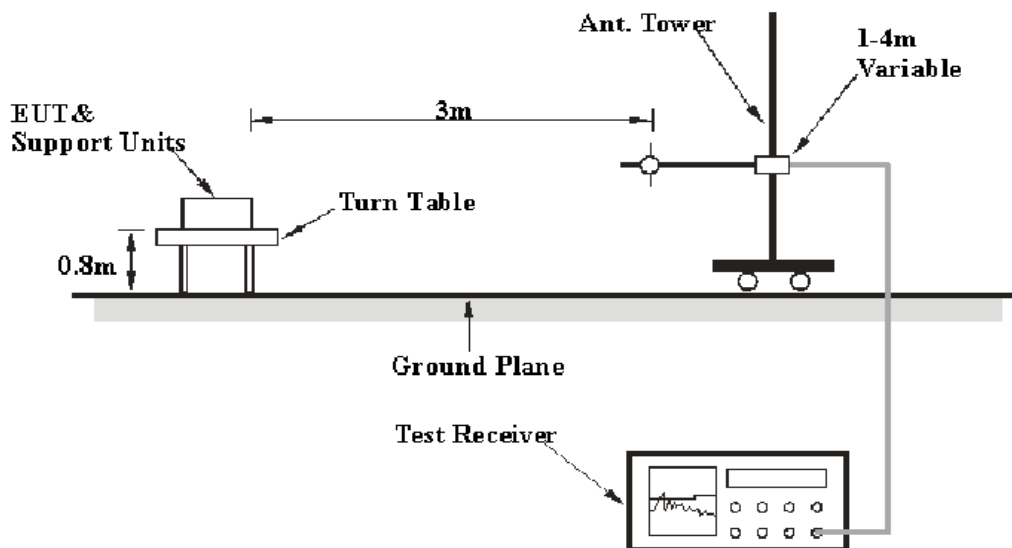 Ant. Tower
1-4m
Variable
3m
EUT&
Support Units
Turn Table
0.8m
Ground Plane
Test Receiver